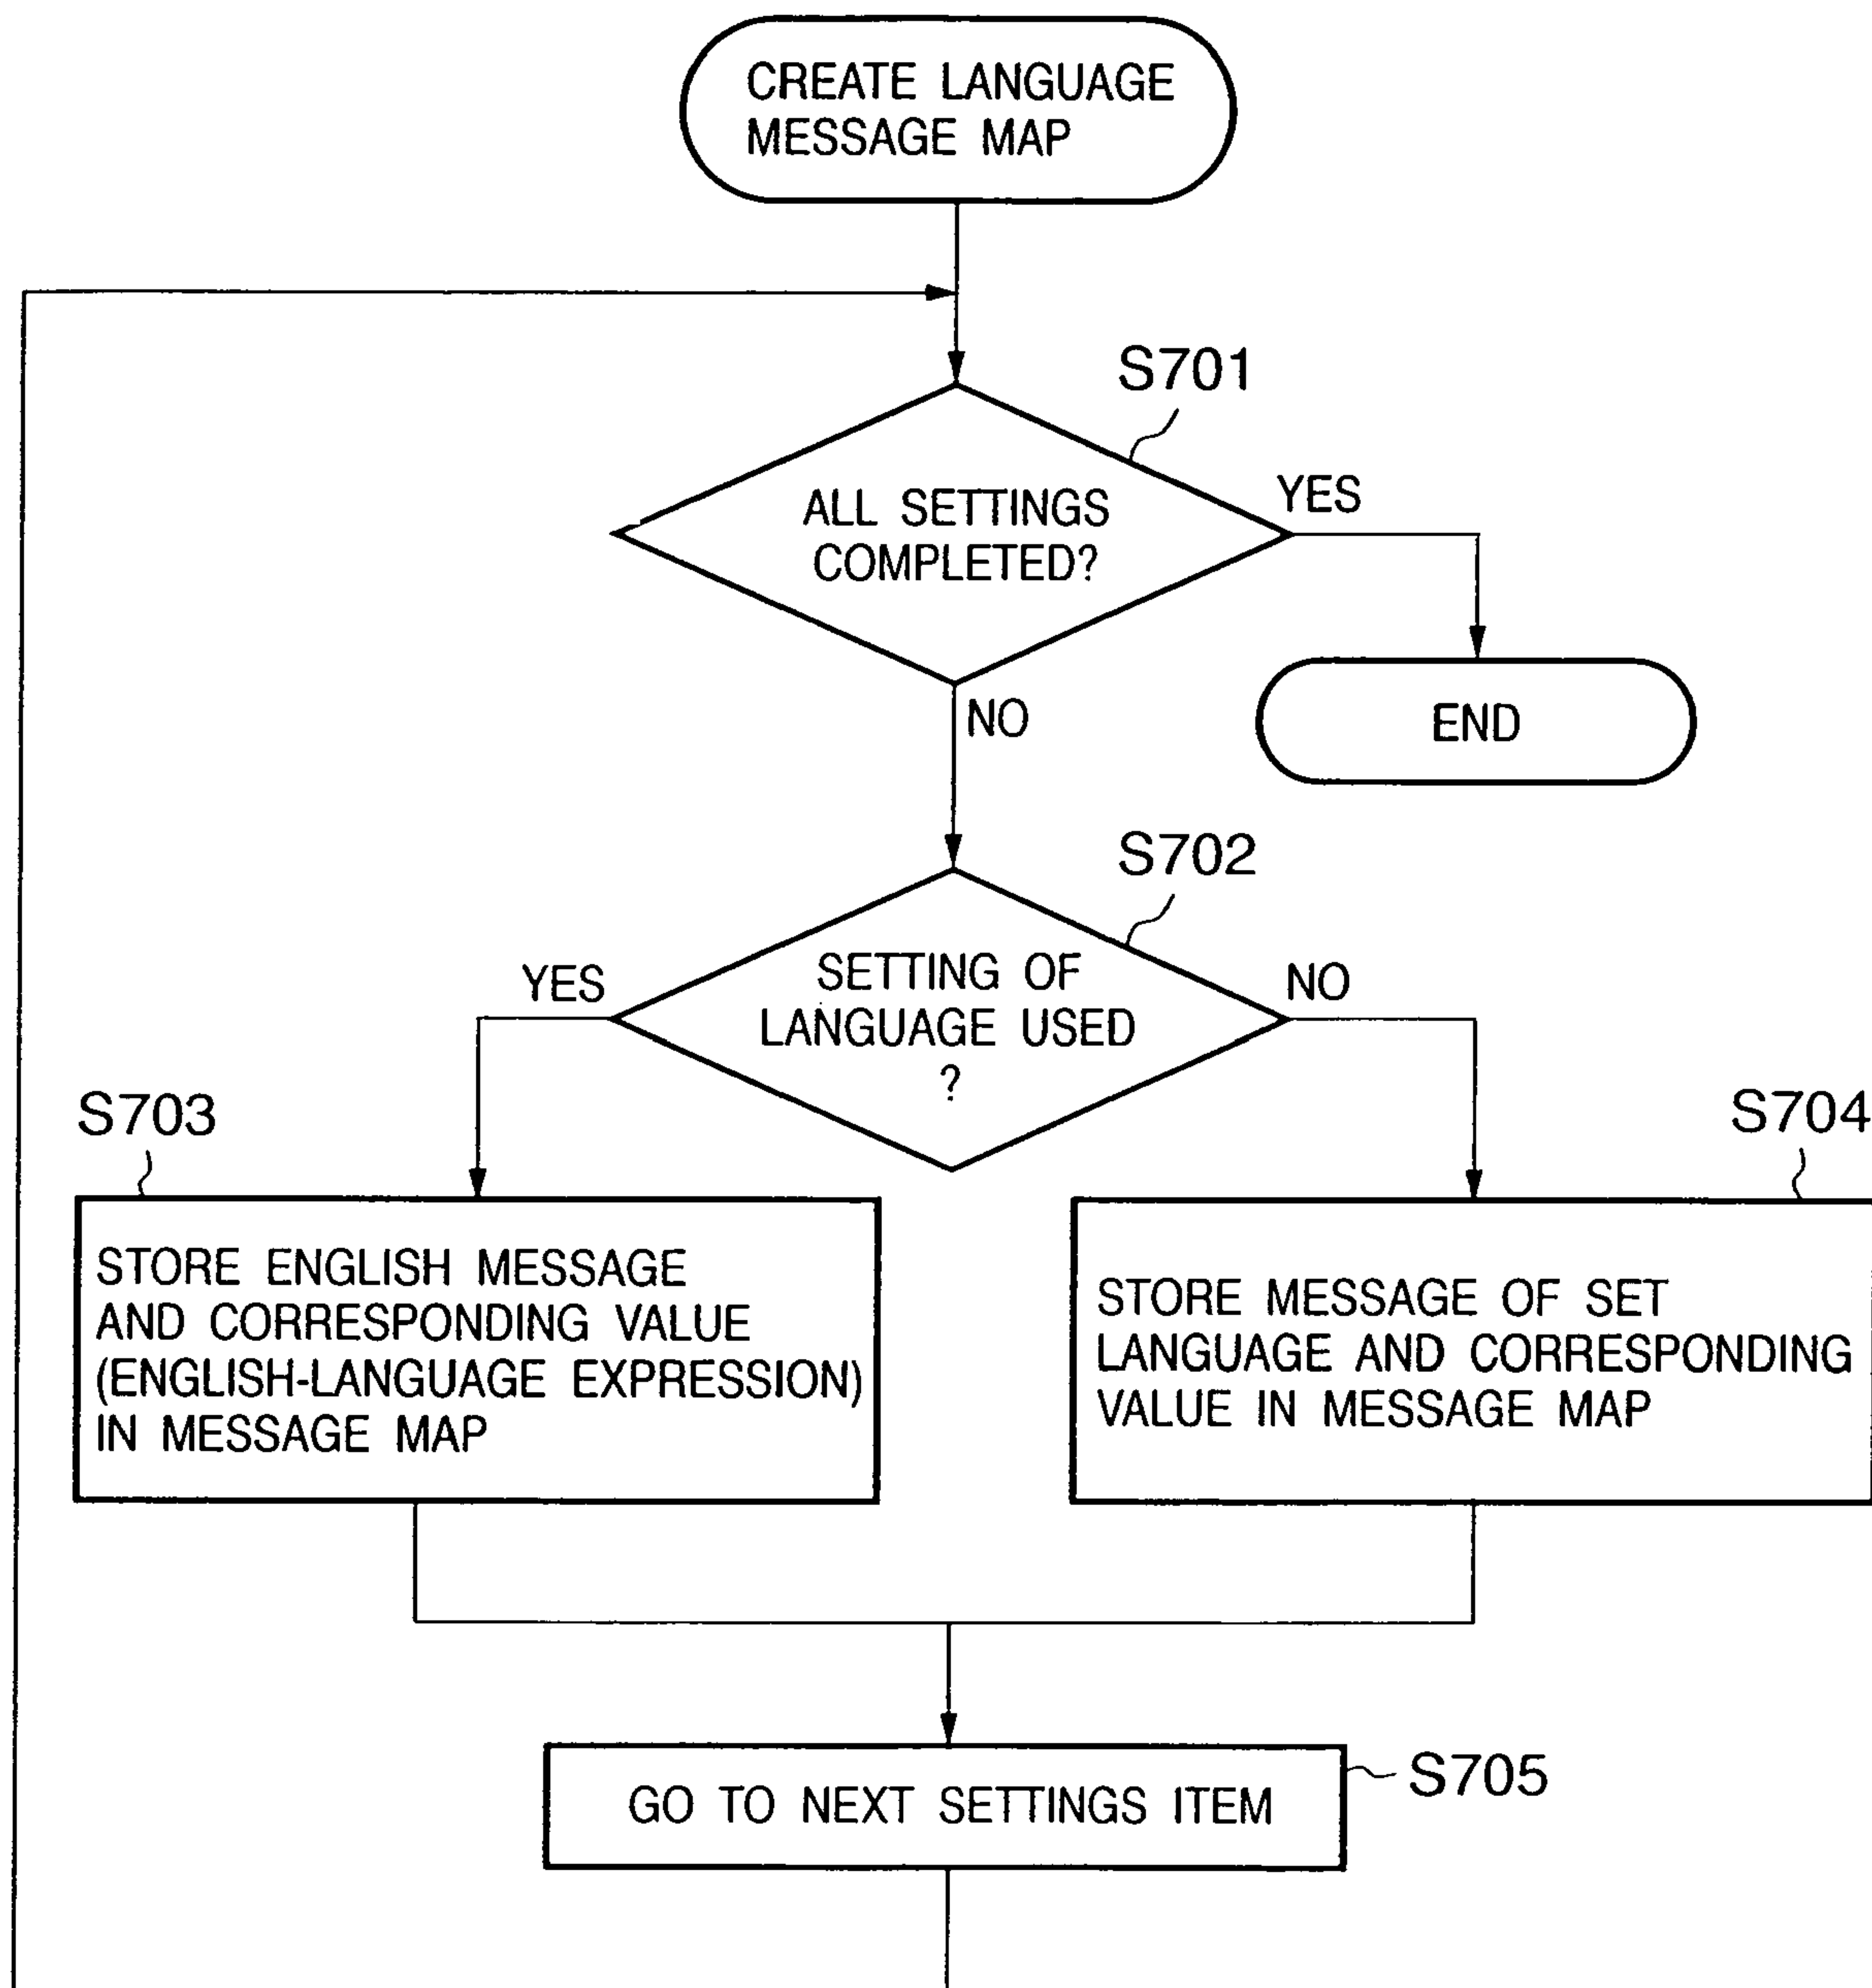 CREATE LANGUAGE
MESSAGE MAP
S701
ALL SETTINGS
COMPLETED?
YES
NO
END
S702
SETTING OF
LANGUAGE USED
?
YES
NO
S703
S704
STORE ENGLISH MESSAGE
AND CORRESPONDING VALUE
(ENGLISH-LANGUAGE EXPRESSION)
IN MESSAGE MAP
STORE MESSAGE OF SET
LANGUAGE AND CORRESPONDING
VALUE IN MESSAGE MAP
GO TO NEXT SETTINGS ITEM
S705